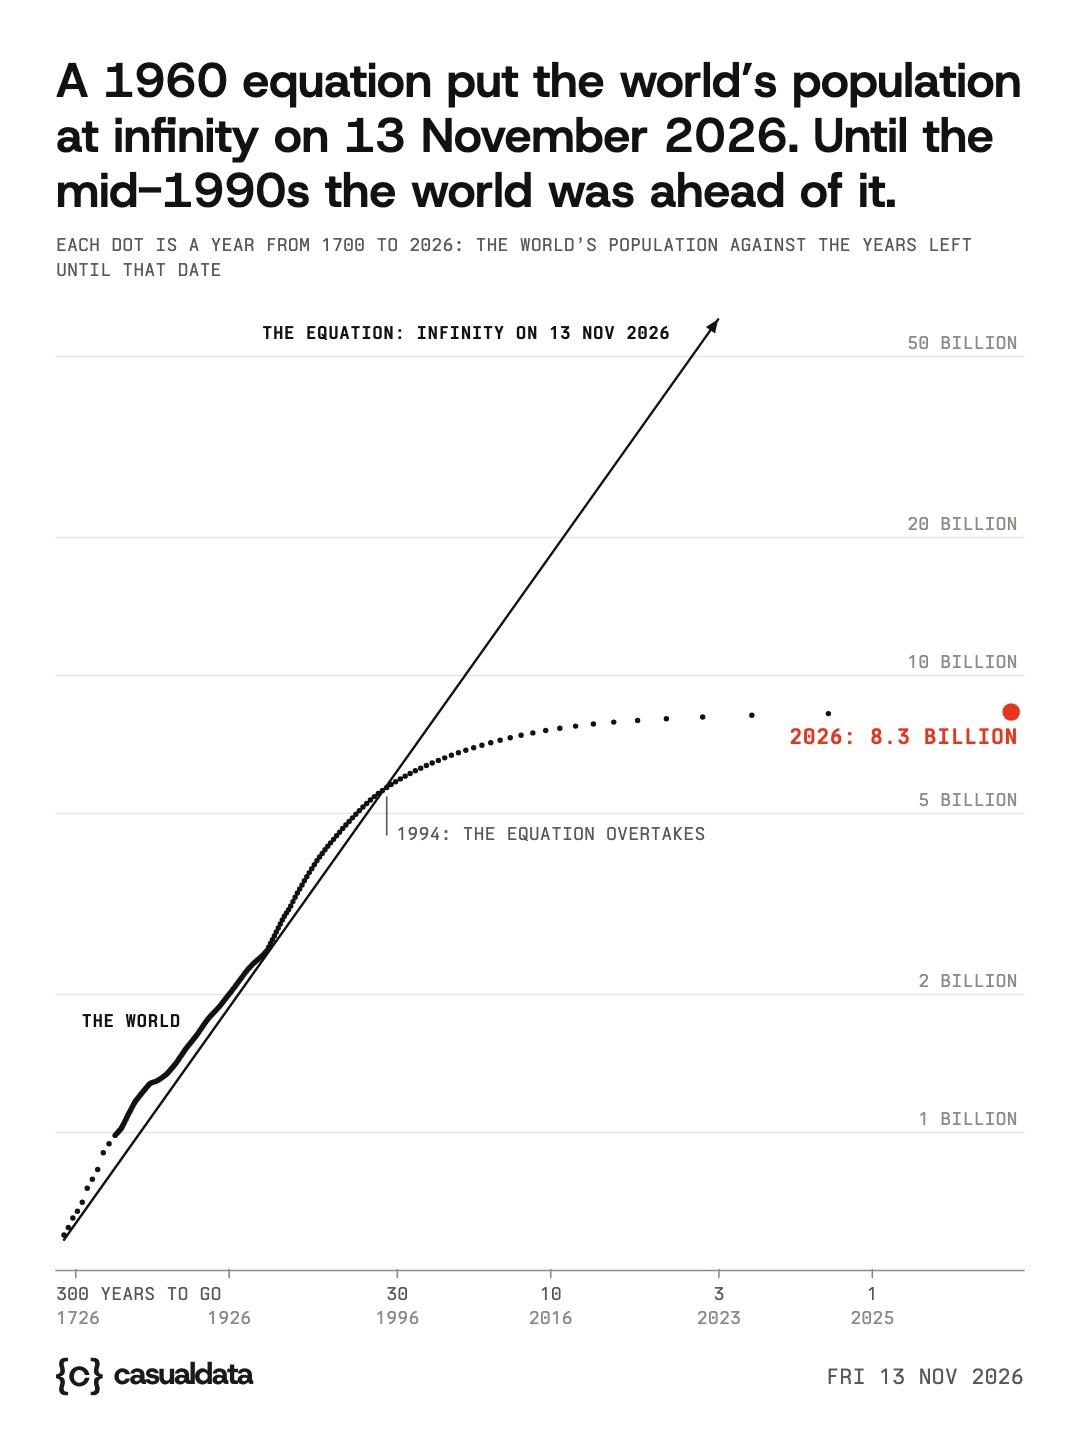 A 1960 equation put the world’s population
at infinity on 13 November 2026. Until the
mid–1990s the world was ahead of it.
EACH DOT IS A YEAR FROM 1700 TO 2026: THE WORLD’S POPULATION AGAINST THE YEARS LEFT
UNTIL THAT DATE
THE EQUATION: INFINITY ON 13 NOV 2026
50 BILLION
20 BILLION
10 BILLION
2026: 8.3 BILLION
5 BILLION
1994: THE EQUATION OVERTAKES
2 BILLION
THE WORLD
1 BILLION
300 YEARS TO GO 30 10 3 1
1726 1926 1996 2016 2023 2025
{c} casualdata FRI 13 NOV 2026